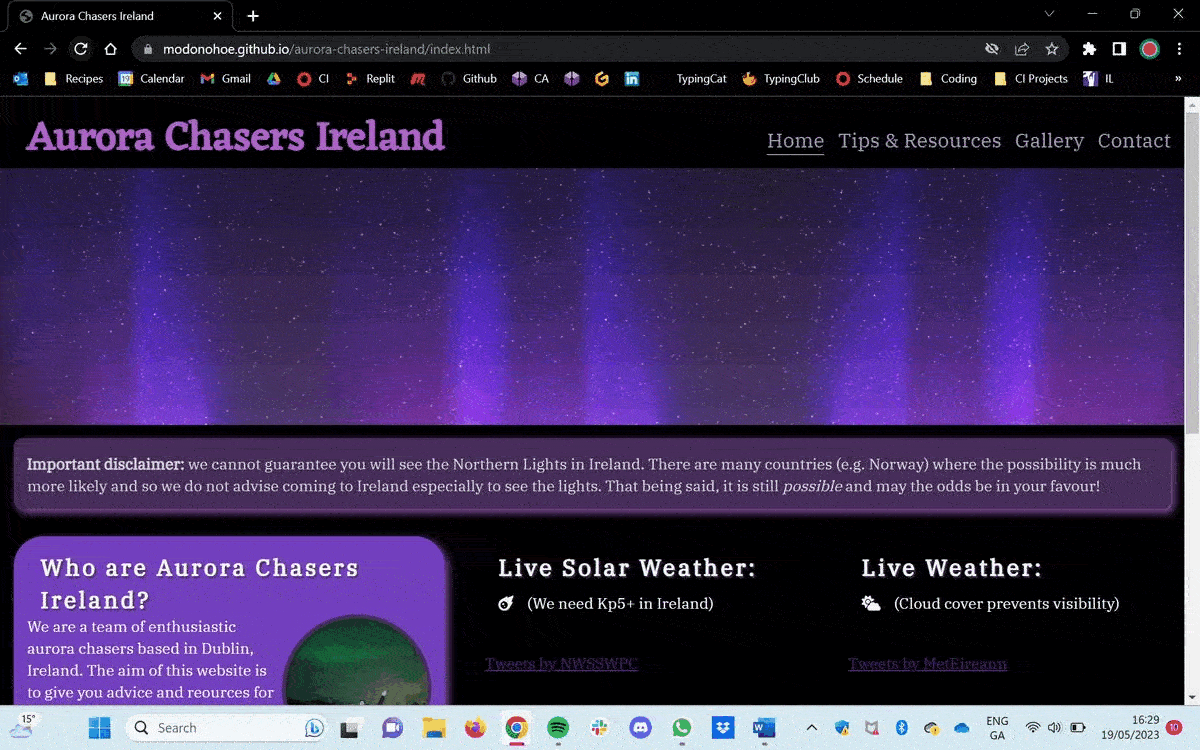 Aurora Chasers Ireland
modonohoe.github.io/aurora-chasers-ireland/index.html
Recipes Calendar Gmail CI Replit Github CA TypingCat TypingClub Schedule Coding CI Projects IL »
Aurora Chasers Ireland
Home Tips & Resources Gallery Contact
Important disclaimer: we cannot guarantee you will see the Northern Lights in Ireland. There are many countries (e.g. Norway) where the possibility is much
more likely and so we do not advise coming to Ireland especially to see the lights. That being said, it is still possible and may the odds be in your favour!
Who are Aurora Chasers
Ireland?
We are a team of enthusiastic
aurora chasers based in Dublin,
Ireland. The aim of this website is
to give you advice and reources for
Live Solar Weather:
(We need Kp5+ in Ireland)
Tweets by NWSSWPC
Live Weather:
(Cloud cover prevents visibility)
Tweets by MetEireann
15°
Search
ENG
GA
16:29
19/05/2023
10